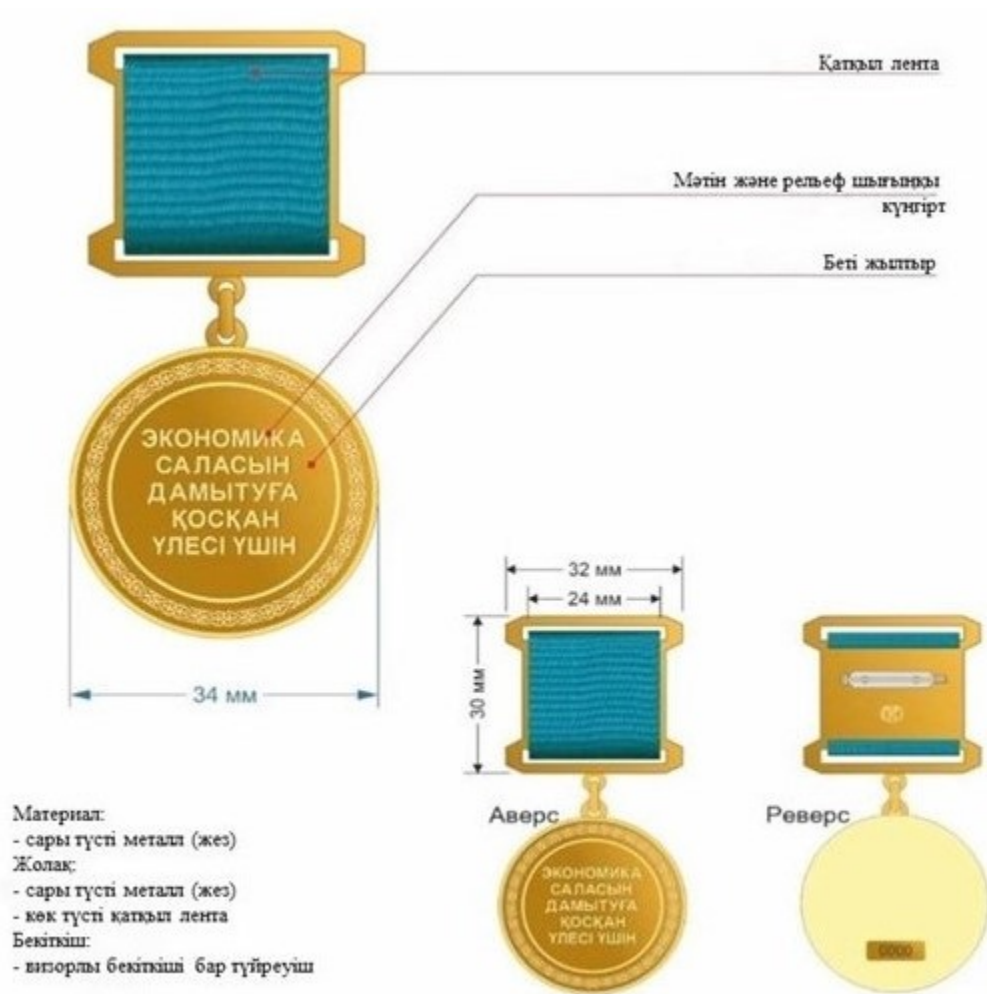 Қатқыл лента
Мәтін және рельеф шығыңқы
күңгірт
Беті жылтыр
ЭКОНОМИКА
САЛАСЫН
ДАМЫТУҒА
ҚОСҚАН
ҮЛЕСІ ҮШІН
34 мм
32 мм
24 мм
30 мм
Аверс
Реверс
ЭКОНОМИКА
САЛАСЫН
ДАМЫТУҒА
ҚОСҚАН
ҮЛЕСІ ҮШІН
0000
Материал:
- сары түсті металл (жез)
Жолақ:
- сары түсті металл (жез)
- көк түсті қатқыл лента
Бекіткіш:
- визорлы бекіткіші бар түйреуіш